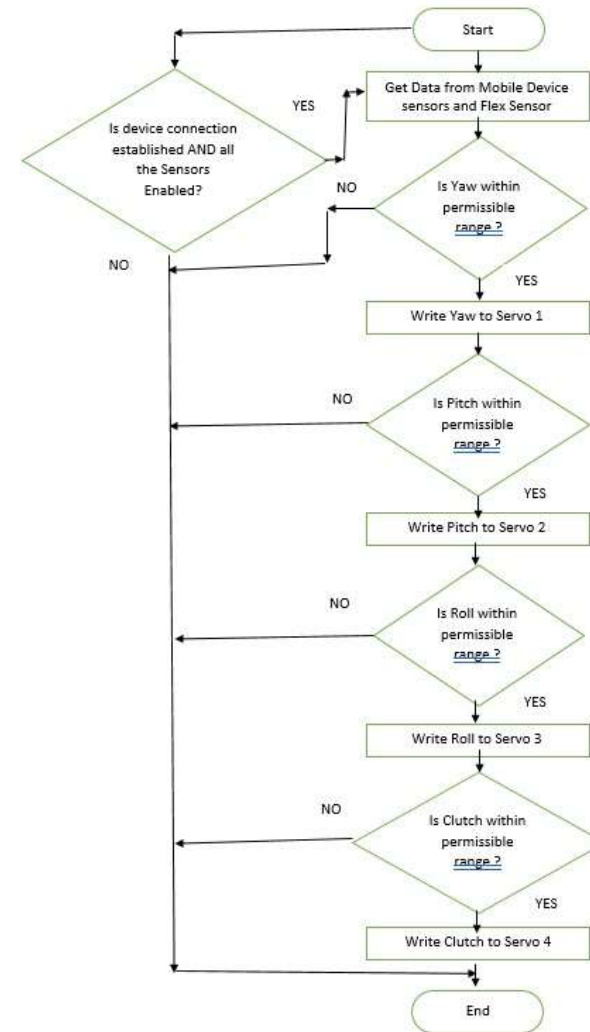 Start
YES
Get Data from Mobile Device
sensors and Flex Sensor
Is device connection
established AND all
the Sensors
Enabled?
NO
Is Yaw within
permissible
range ?
NO
YES
Write Yaw to Servo 1
NO
Is Pitch within
permissible
range ?
YES
Write Pitch to Servo 2
NO
Is Roll within
permissible
range ?
YES
Write Roll to Servo 3
NO
Is Clutch within
permissible
range ?
YES
Write Clutch to Servo 4
End